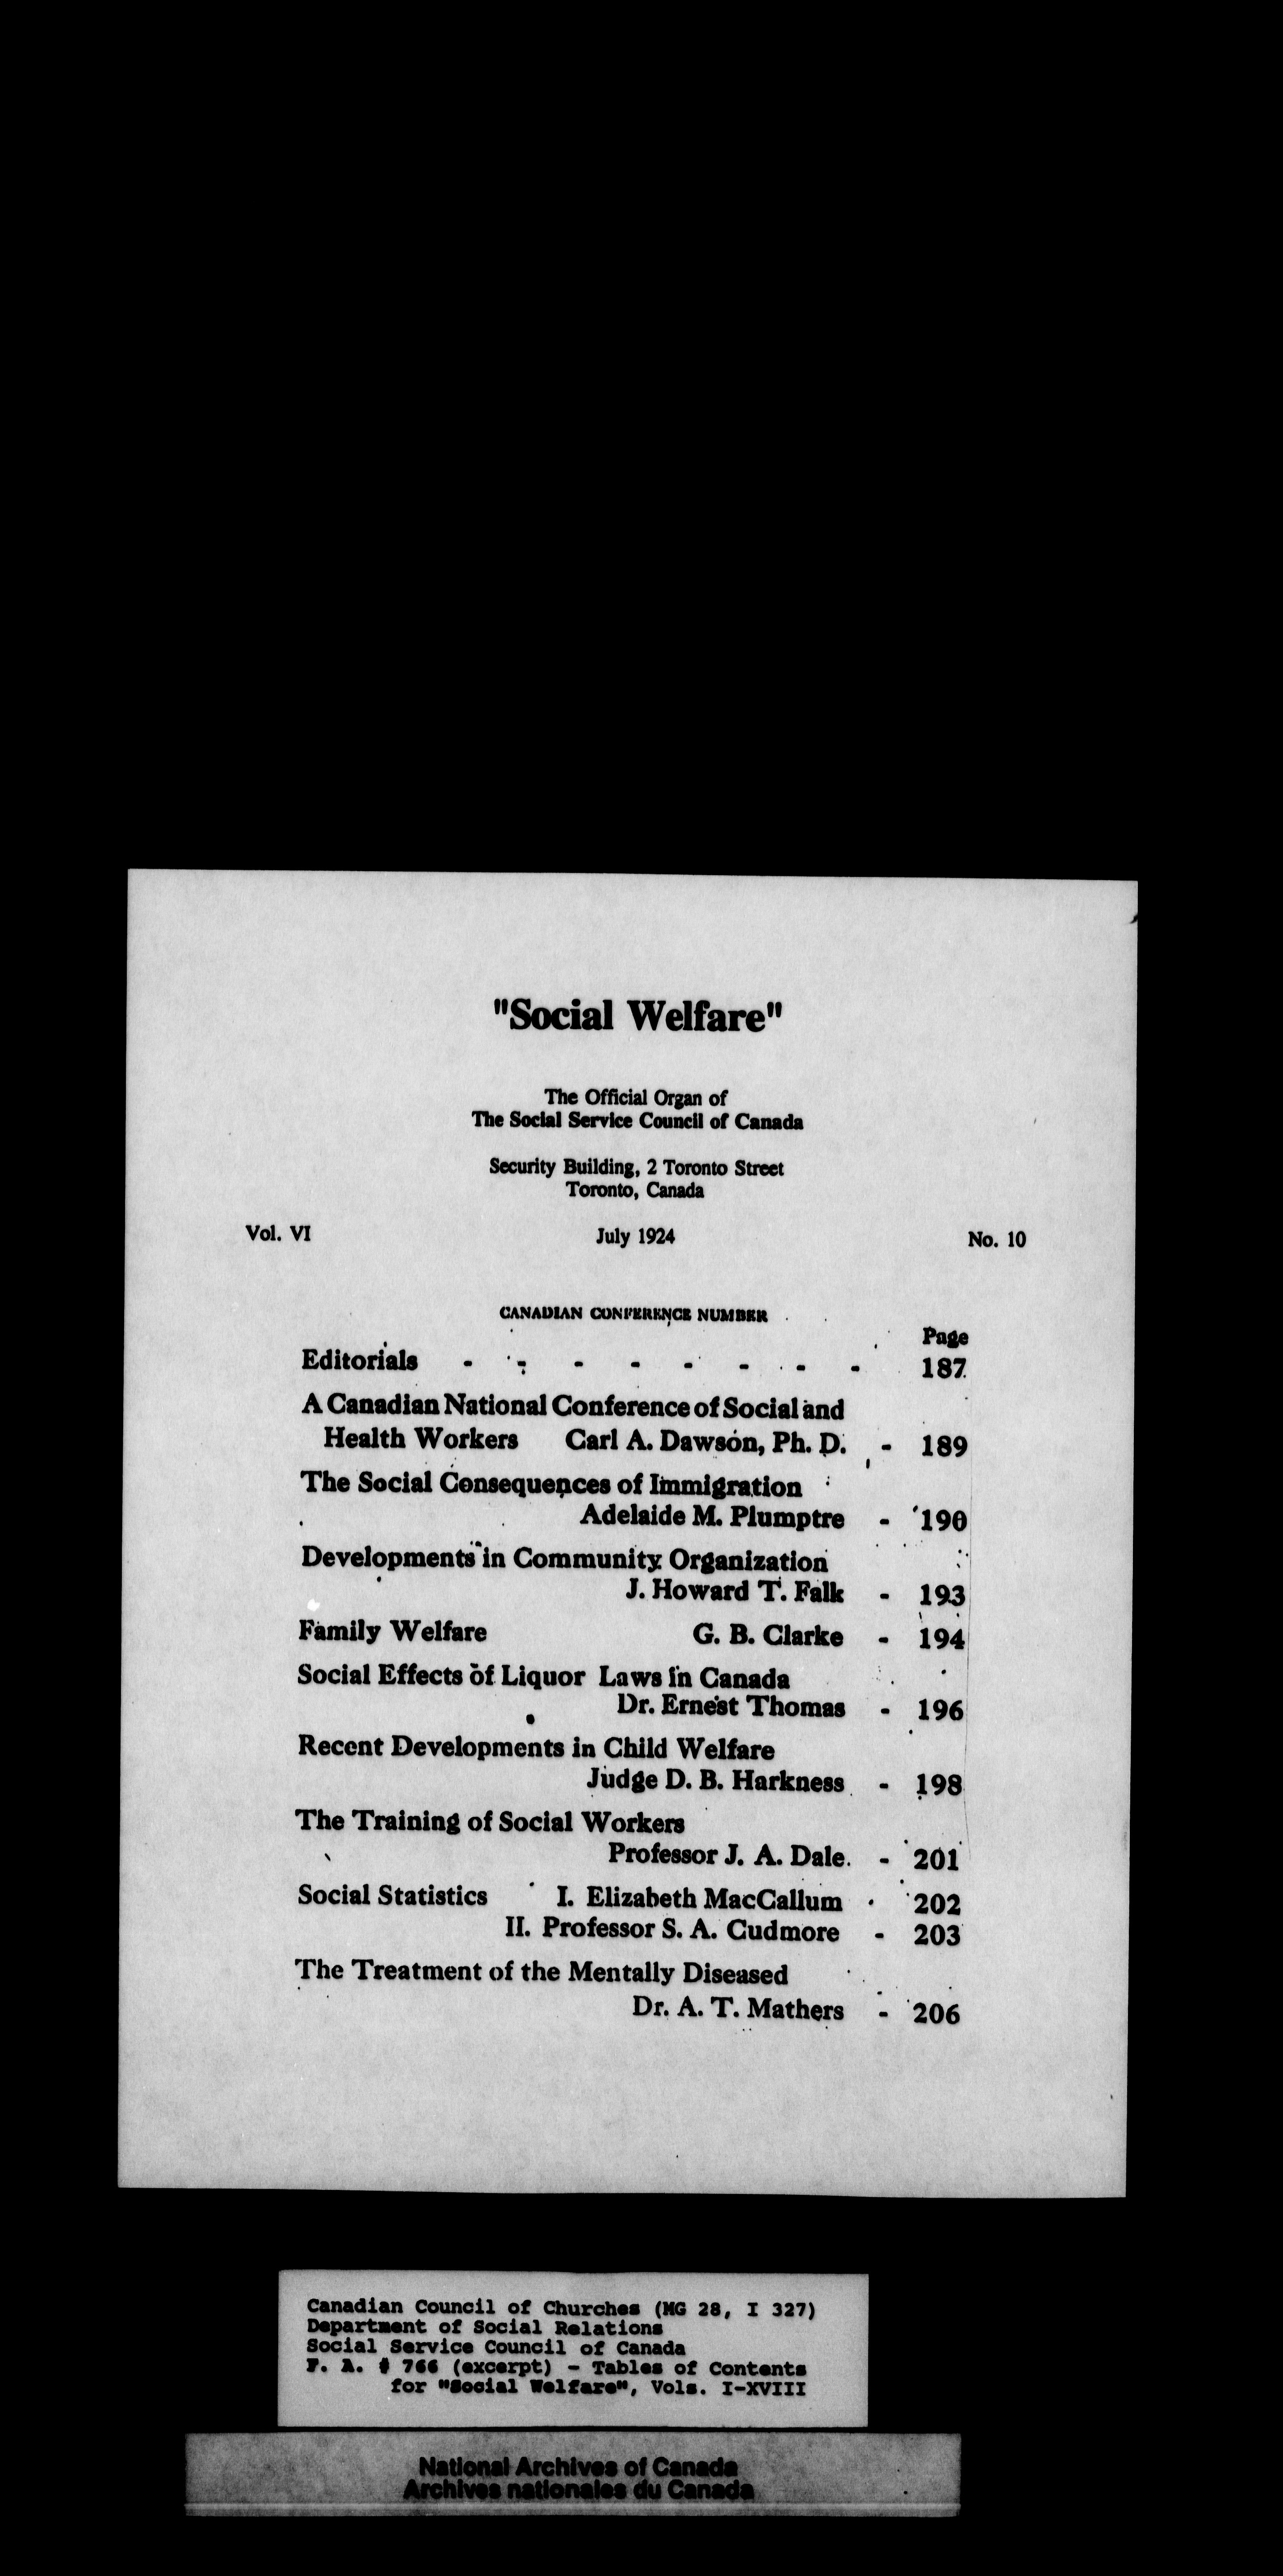 "Social Welfare"
The Official Organ of
The Social Service Council of Canada
Security Building, 2 Toronto Street
Toronto, Canada
Vol. VI July 1924 No. 10
CANADIAN CONFERENCE NUMBER
Page
Editorials - - - - - - - - 187
A Canadian National Conference of Social and
Health Workers Carl A. Dawson, Ph. D. - 189
The Social Consequences of Immigration
Adelaide M. Plumptre - 190
Developments in Community Organization
J. Howard T. Falk - 193
Family Welfare G. B. Clarke - 194
Social Effects of Liquor Laws in Canada
Dr. Ernest Thomas - 196
Recent Developments in Child Welfare
Judge D. B. Harkness - 198
The Training of Social Workers
Professor J. A. Dale - 201
Social Statistics I. Elizabeth MacCallum - 202
II. Professor S. A. Cudmore - 203
The Treatment of the Mentally Diseased
Dr. A. T. Mathers - 206
Canadian Council of Churches (MG 28, I 327)
Department of Social Relations
Social Service Council of Canada
F. A. # 766 (excerpt) - Tables of Contents
for "Social Welfare", Vols. I-XVIII
National Archives of Canada
Archives nationales du Canada